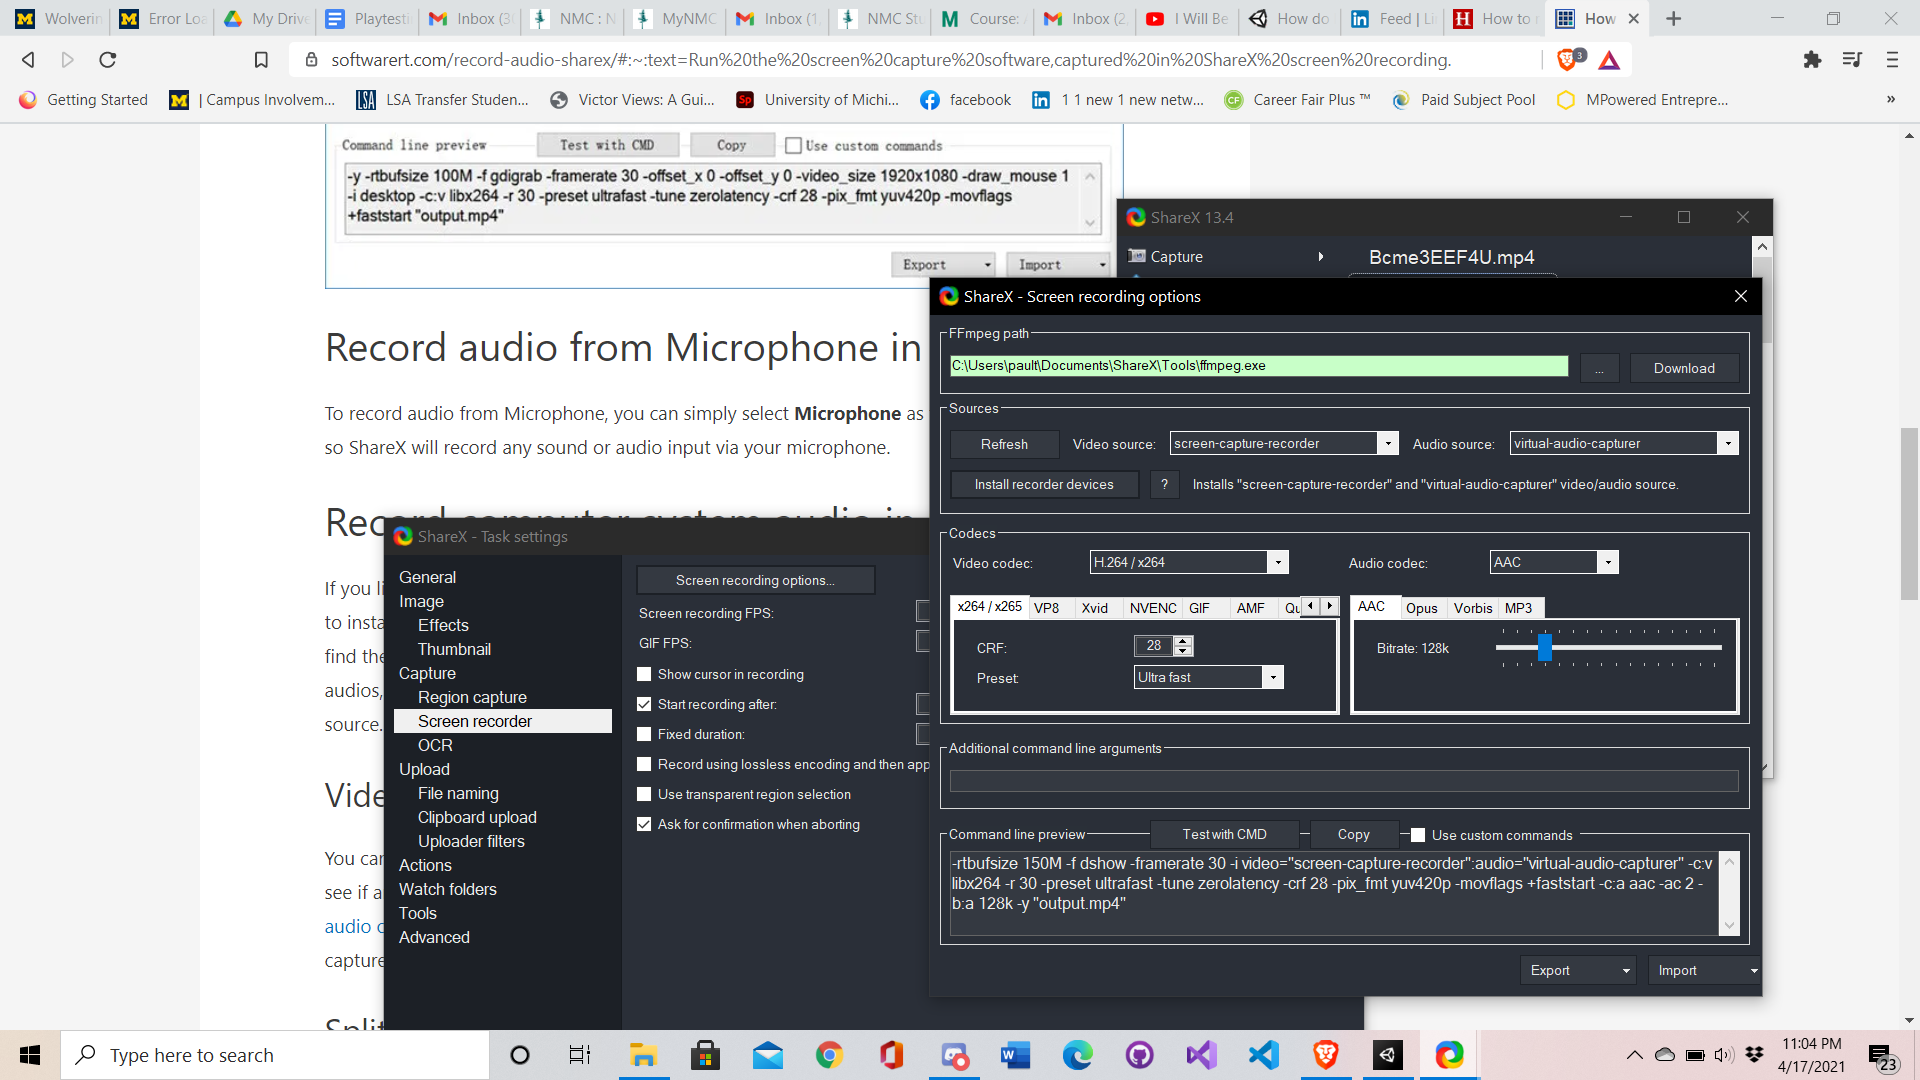 Wolverin
Error Loa
My Drive
Playtesti
Inbox (3
NMC : N
MyNMC
Inbox (1,
NMC Stu
Course:
Inbox (2,
I Will Be
How do
Feed | Li
How to
How
softwarert.com/record-audio-sharex/#:~:text=Run%20the%20screen%20capture%20software,captured%20in%20ShareX%20screen%20recording.
3
Getting Started
| Campus Involvem...
LSA Transfer Studen...
Victor Views: A Gui...
University of Michi...
facebook
1 1 new 1 new netw...
Career Fair Plus ™
Paid Subject Pool
MPowered Entrepre...
»
Command line preview
Test with CMD
Copy
Use custom commands
-y -rtbufsize 100M -f gdigrab -framerate 30 -offset_x 0 -offset_y 0 -video_size 1920x1080 -draw_mouse 1
-i desktop -c:v libx264 -r 30 -preset ultrafast -tune zerolatency -crf 28 -pix_fmt yuv420p -movflags
+faststart "output.mp4"
Export
Import
Record audio from Microphone in
To record audio from Microphone, you can simply select Microphone as
so ShareX will record any sound or audio input via your microphone.
If you li
to insta
find the
audios,
source.
Vide
You car
see if a
audio c
capture
ShareX 13.4
Capture
Bcme3EEF4U.mp4
ShareX - Task settings
General
Image
Effects
Thumbnail
Capture
Region capture
Screen recorder
OCR
Upload
File naming
Clipboard upload
Uploader filters
Actions
Watch folders
Tools
Advanced
Screen recording options...
Screen recording FPS:
GIF FPS:
Show cursor in recording
Start recording after:
Fixed duration:
Record using lossless encoding and then app
Use transparent region selection
Ask for confirmation when aborting
ShareX - Screen recording options
FFmpeg path
C:\Users\pault\Documents\ShareX\Tools\ffmpeg.exe
...
Download
Sources
Refresh
Video source:
screen-capture-recorder
Audio source:
virtual-audio-capturer
Install recorder devices
?
Installs "screen-capture-recorder" and "virtual-audio-capturer" video/audio source.
Codecs
Video codec:
H.264 / x264
Audio codec:
AAC
x264 / x265
VP8
Xvid
NVENC
GIF
AMF
Qu
AAC
Opus
Vorbis
MP3
CRF:
28
Preset:
Ultra fast
Bitrate: 128k
Additional command line arguments
Command line preview
Test with CMD
Copy
Use custom commands
-rtbufsize 150M -f dshow -framerate 30 -i video="screen-capture-recorder":audio="virtual-audio-capturer" -c:v
libx264 -r 30 -preset ultrafast -tune zerolatency -crf 28 -pix_fmt yuv420p -movflags +faststart -c:a aac -ac 2 -
b:a 128k -y "output.mp4"
Export
Import
Type here to search
11:04 PM
4/17/2021
23